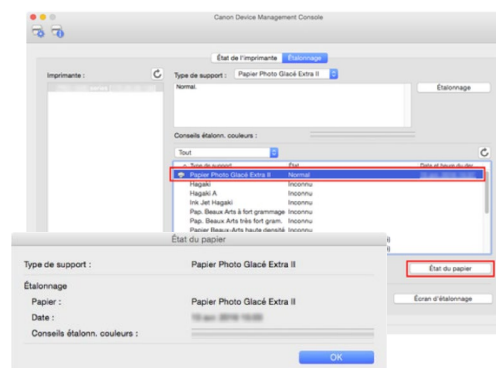 Canon Device Management Console
État de l'imprimante Étalonnage
Imprimante : Type de support : Papier Photo Glacé Extra II
Normal. Étalonnage
Conseils étalonn. couleurs :
Tout
Type de support État Date et heure du der
Papier Photo Glacé Extra II Normal
Hagaki Inconnu
Hagaki A Inconnu
Ink Jet Hagaki Inconnu
Pap. Beaux Arts à fort grammage Inconnu
Pap. Beaux Arts très fort gram. Inconnu
Papier Beaux-Arts haute densité Inconnu
État du papier
Type de support : Papier Photo Glacé Extra II
État du papier
Étalonnage
Papier : Papier Photo Glacé Extra II
Écran d'étalonnage
Date :
Conseils étalonn. couleurs :
OK